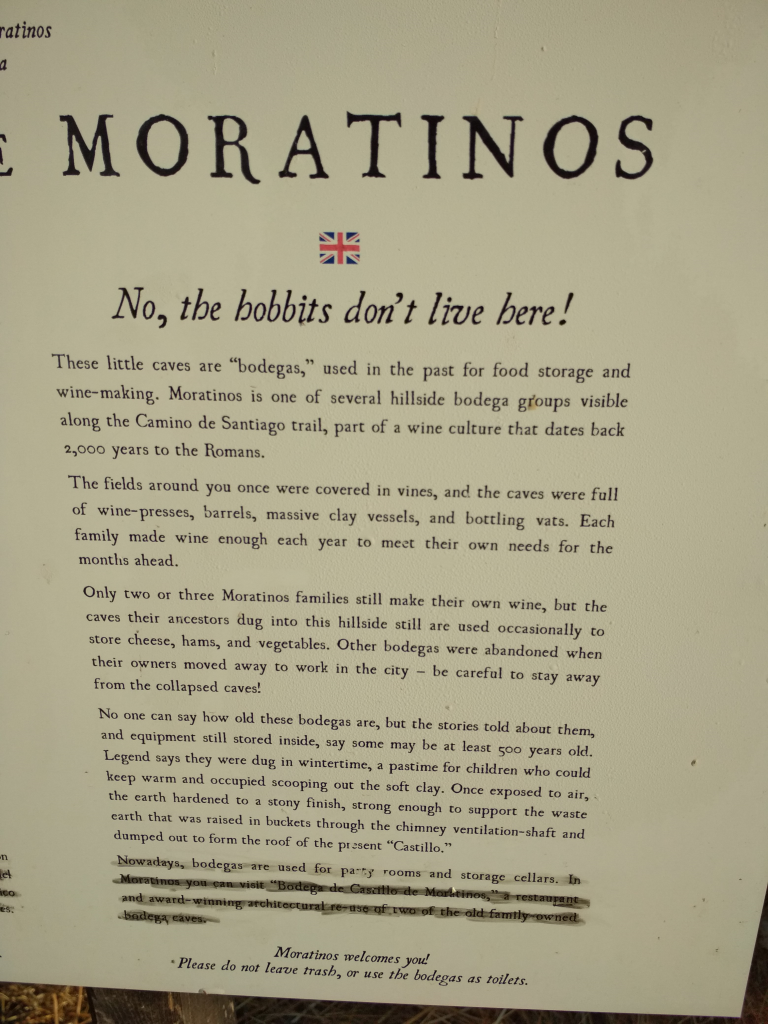 ratinos
a
E MORATINOS
No, the hobbits don't live here!
These little caves are “bodegas,” used in the past for food storage and
wine-making. Moratinos is one of several hillside bodega groups visible
along the Camino de Santiago trail, part of a wine culture that dates back
2,000 years to the Romans.
The fields around you once were covered in vines, and the caves were full
of wine-presses, barrels, massive clay vessels, and bottling vats. Each
family made wine enough each year to meet their own needs for the
months ahead.
Only two or three Moratinos families still make their own wine, but the
caves their ancestors dug into this hillside still are used occasionally to
store cheese, hams, and vegetables. Other bodegas were abandoned when
their owners moved away to work in the city – be careful to stay away
from the collapsed caves!
No one can say how old these bodegas are, but the stories told about them,
and equipment still stored inside, say some may be at least 500 years old.
Legend says they were dug in wintertime, a pastime for children who could
keep warm and occupied scooping out the soft clay. Once exposed to air,
the earth hardened to a stony finish, strong enough to support the waste
earth that was raised in buckets through the chimney ventilation-shaft and
dumped out to form the roof of the present “Castillo.”
Nowadays, bodegas are used for party rooms and storage cellars. In
Moratinos you can visit “Bodega de Castillo de Moratinos,” a restaurant
and award-winning architectural re-use of two of the old family-owned
bodega caves.
Moratinos welcomes you!
Please do not leave trash, or use the bodegas as toilets.